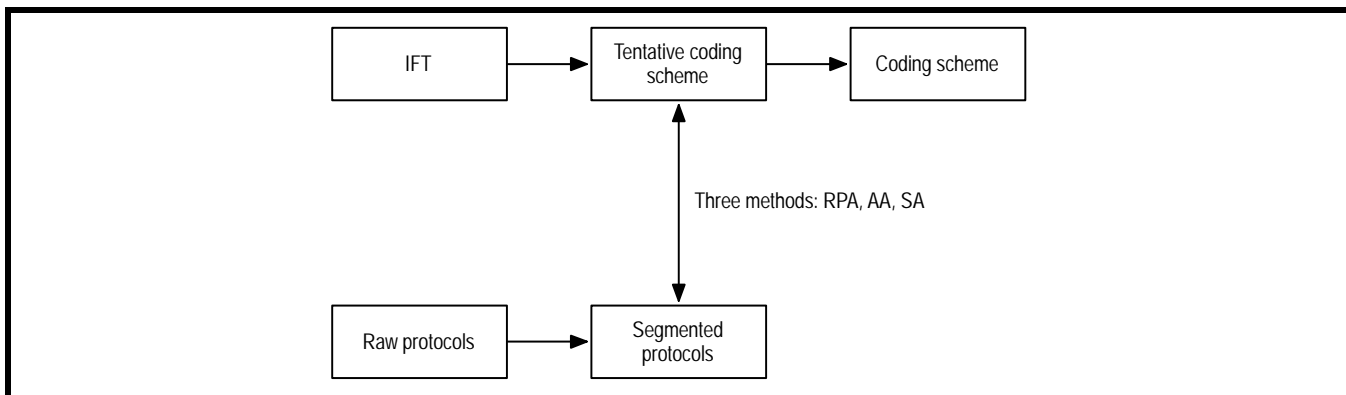 IFT
Tentative coding
scheme
Coding scheme
Three methods: RPA, AA, SA
Raw protocols
Segmented
protocols